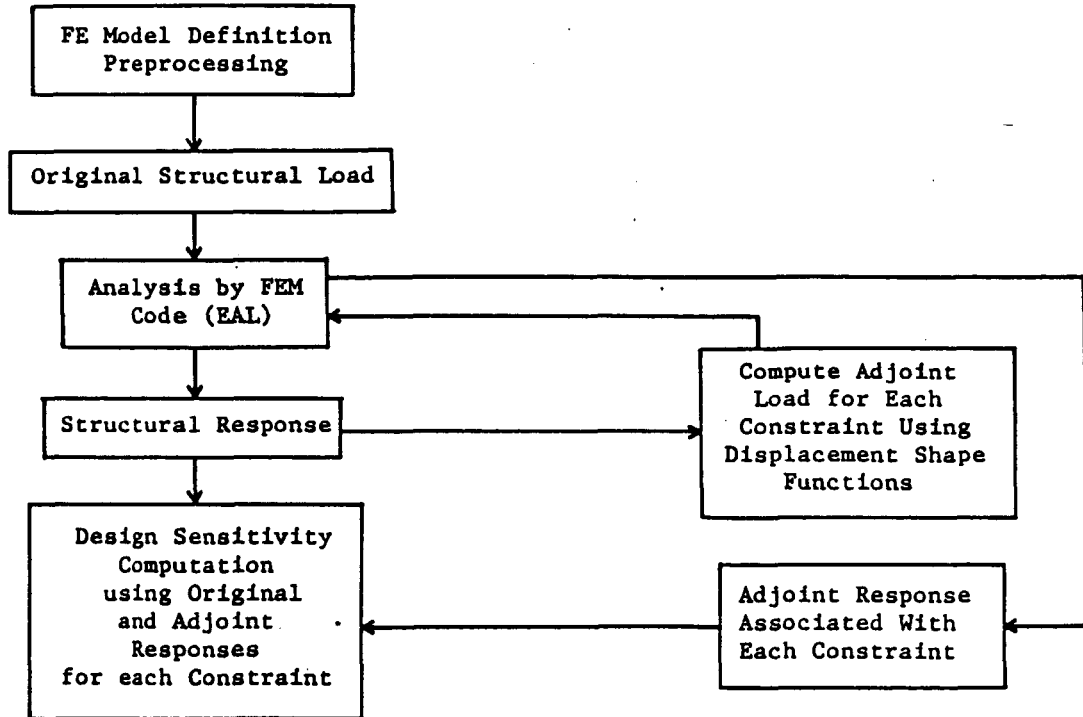 FE Model Definition
Preprocessing
Original Structural Load
Analysis by FEM
Code (EAL)
Structural Response
Compute Adjoint
Load for Each
Constraint Using
Displacement Shape
Functions
Design Sensitivity
Computation
using Original
and Adjoint
Responses
for each Constraint
Adjoint Response
Associated With
Each Constraint